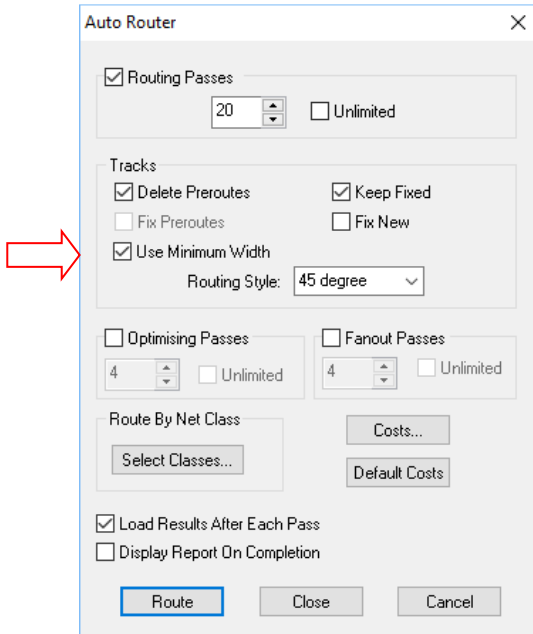 Auto Router
Routing Passes
20 Unlimited
Tracks
Delete Preroutes Keep Fixed
Fix Preroutes Fix New
Use Minimum Width
Routing Style: 45 degree
Optimising Passes Fanout Passes
4 Unlimited 4 Unlimited
Route By Net Class
Costs...
Select Classes...
Default Costs
Load Results After Each Pass
Display Report On Completion
Route Close Cancel